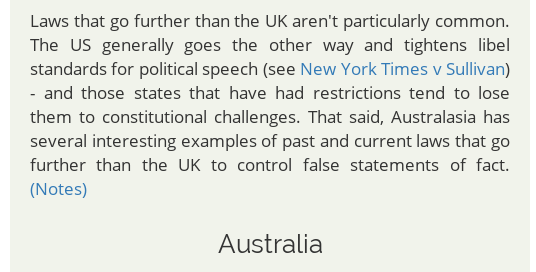 Laws that go further than the UK aren't particularly common.
The US generally goes the other way and tightens libel
standards for political speech (see New York Times v Sullivan)
- and those states that have had restrictions tend to lose
them to constitutional challenges. That said, Australasia has
several interesting examples of past and current laws that go
further than the UK to control false statements of fact.
(Notes)
Australia